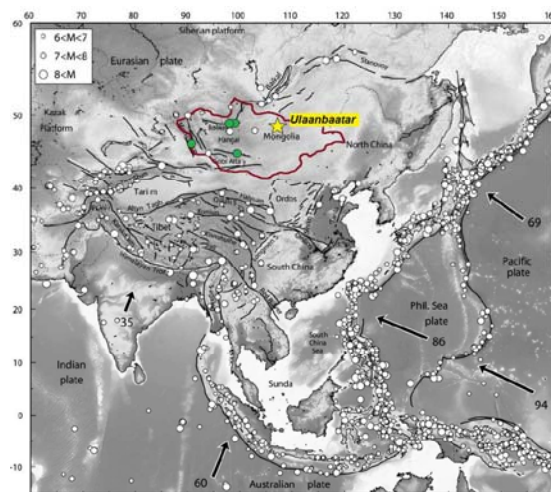 60 70 80 90 100 110 120 130 140 150 160
Siberian platform
6<M<7
7<M<8
8<M
Eurasian plate
Stanovoy
Baikal
50
Ulaanbaatar
Kazak
Platform
Hangai
Mongolia
North China
40
Tarim
Ordos
69
Altyn Tagh
Pacific
plate
30
Tibet
South China
Phil. Sea
plate
20
35
86
South
China
Sea
10
Indian
plate
94
Sunda
0
60
-10
Australian plate